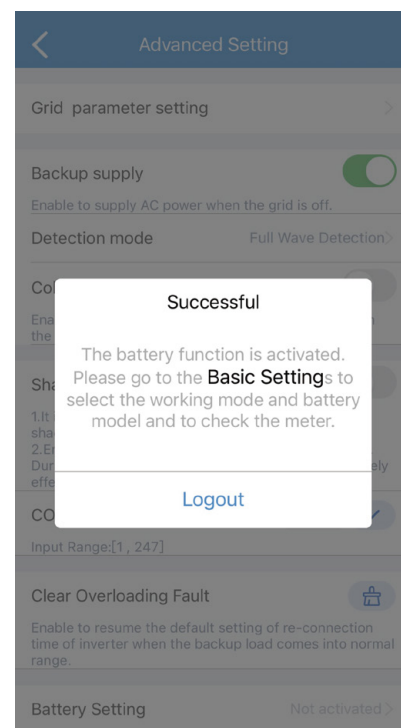 Advanced Setting
Grid parameter setting
Backup supply
Enable to supply AC power when the grid is off.
Detection mode Full Wave Detection
Successful
The battery function is activated.
Please go to the Basic Settings to
select the working mode and battery
model and to check the meter.
Logout
Input Range:[1 , 247]
Clear Overloading Fault
Enable to resume the default setting of re-connection
time of inverter when the backup load comes into normal
range.
Battery Setting Not activated